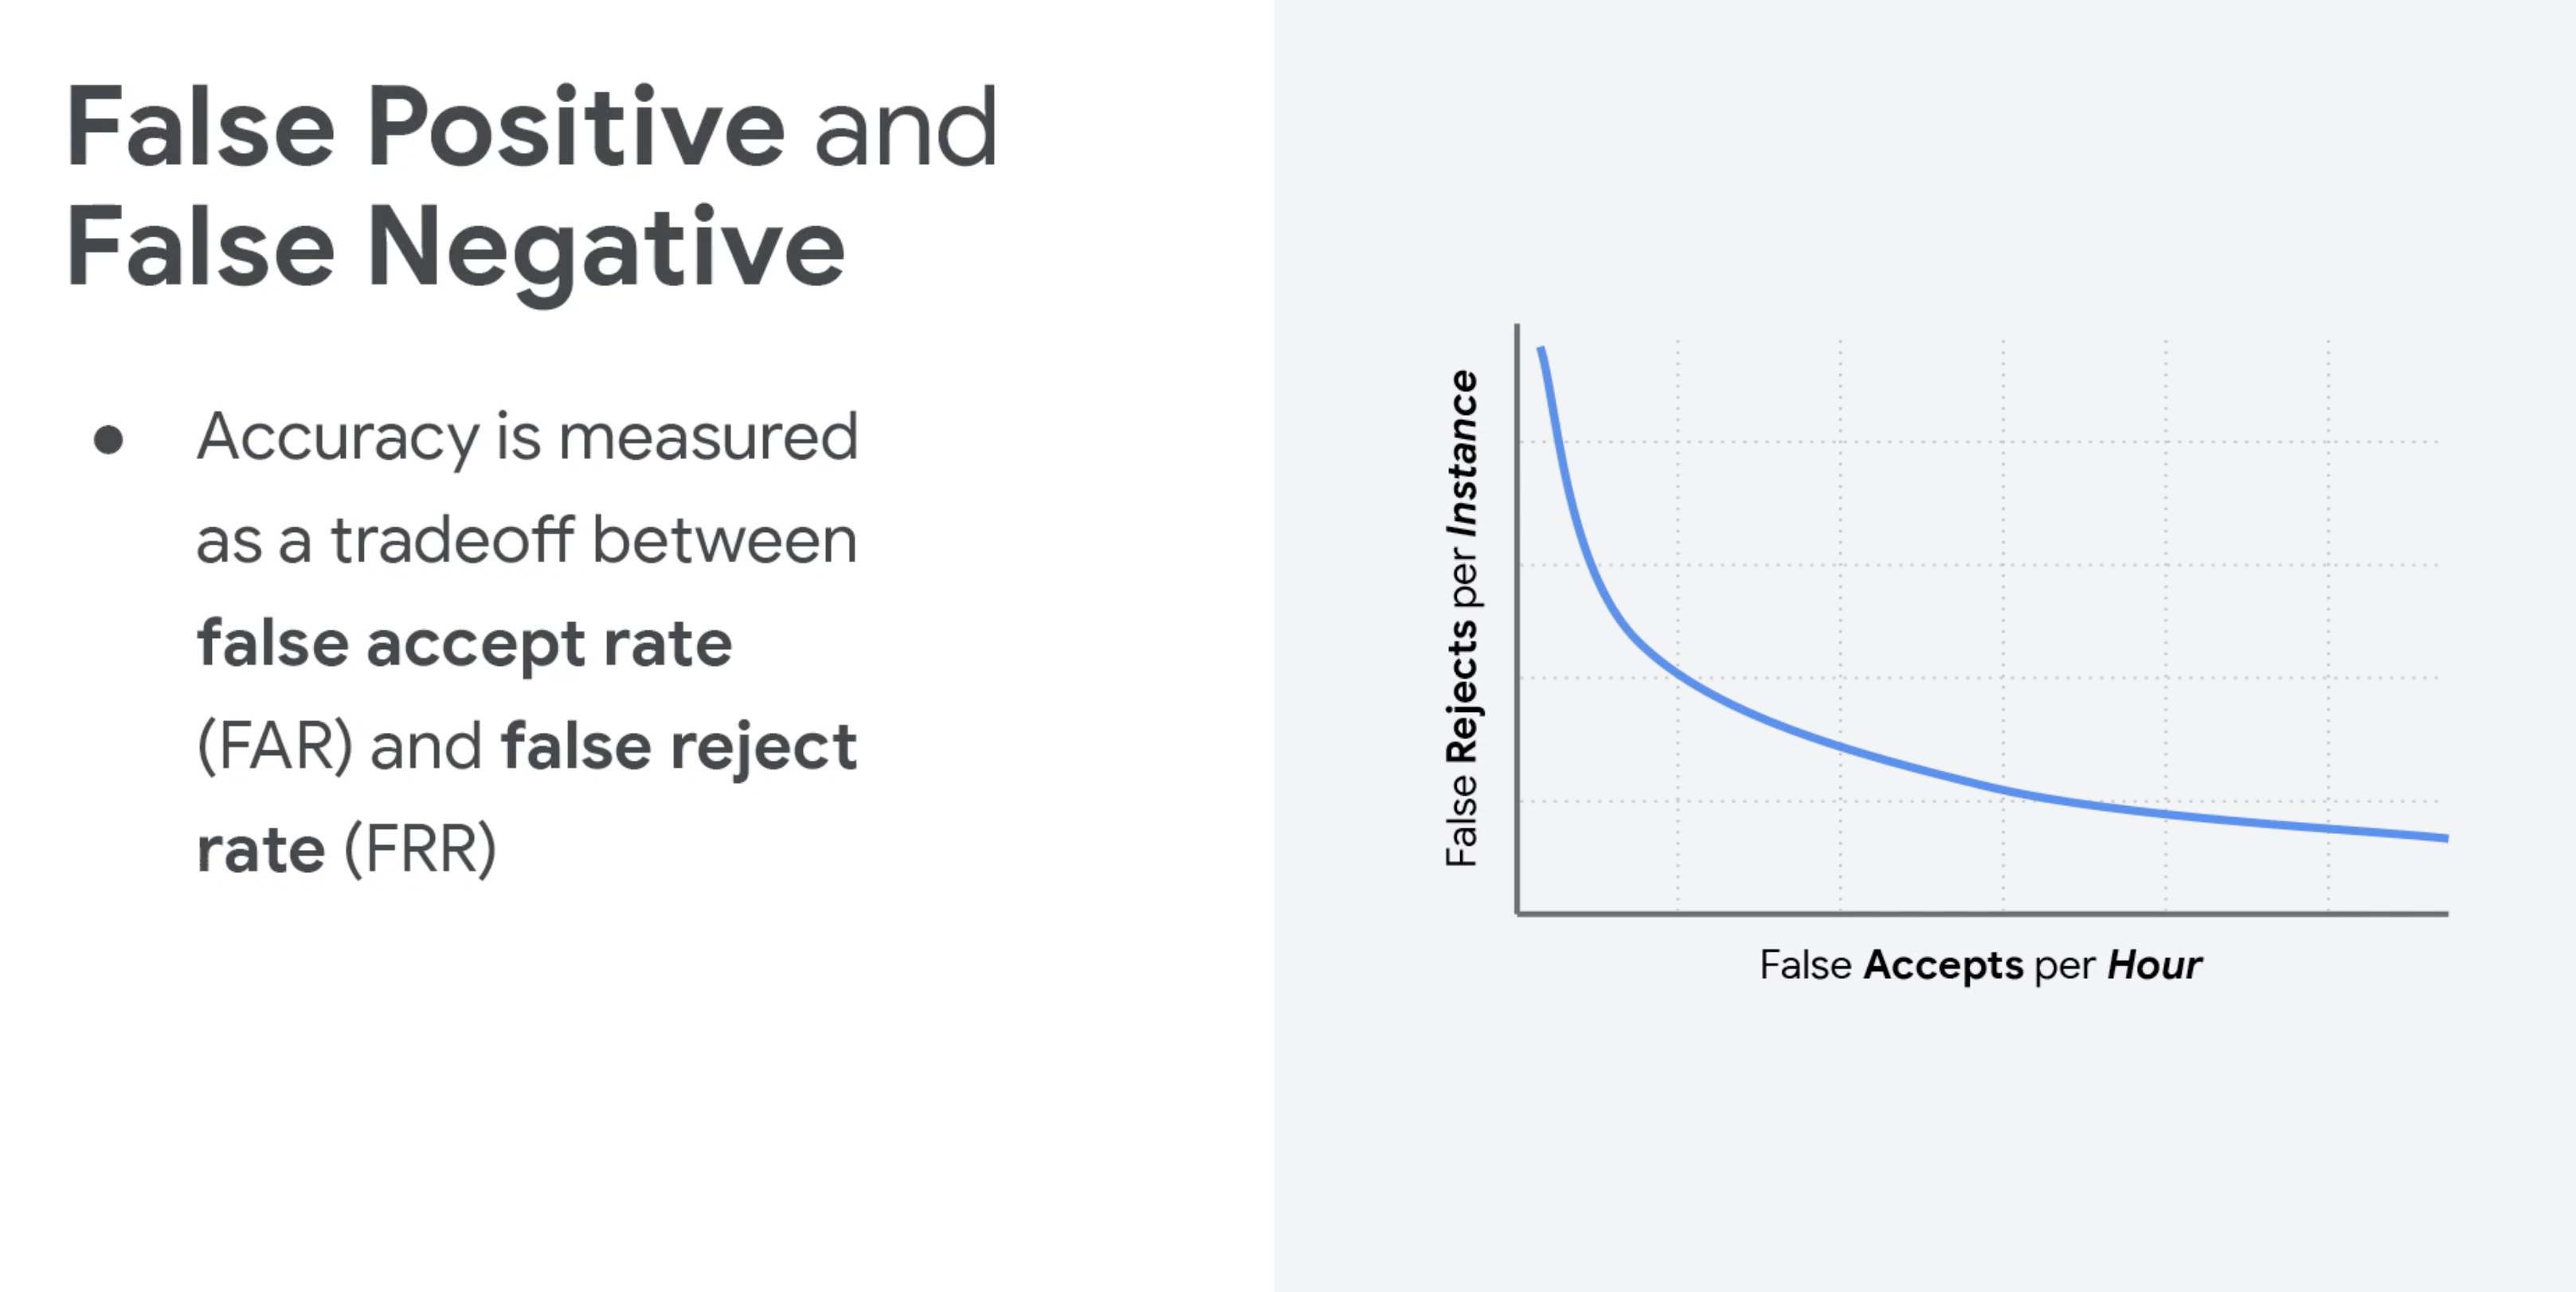 False Positive and
False Negative
● Accuracy is measured
as a tradeoff between
false accept rate
(FAR) and false reject
rate (FRR)
False Rejects per Instance
False Accepts per Hour